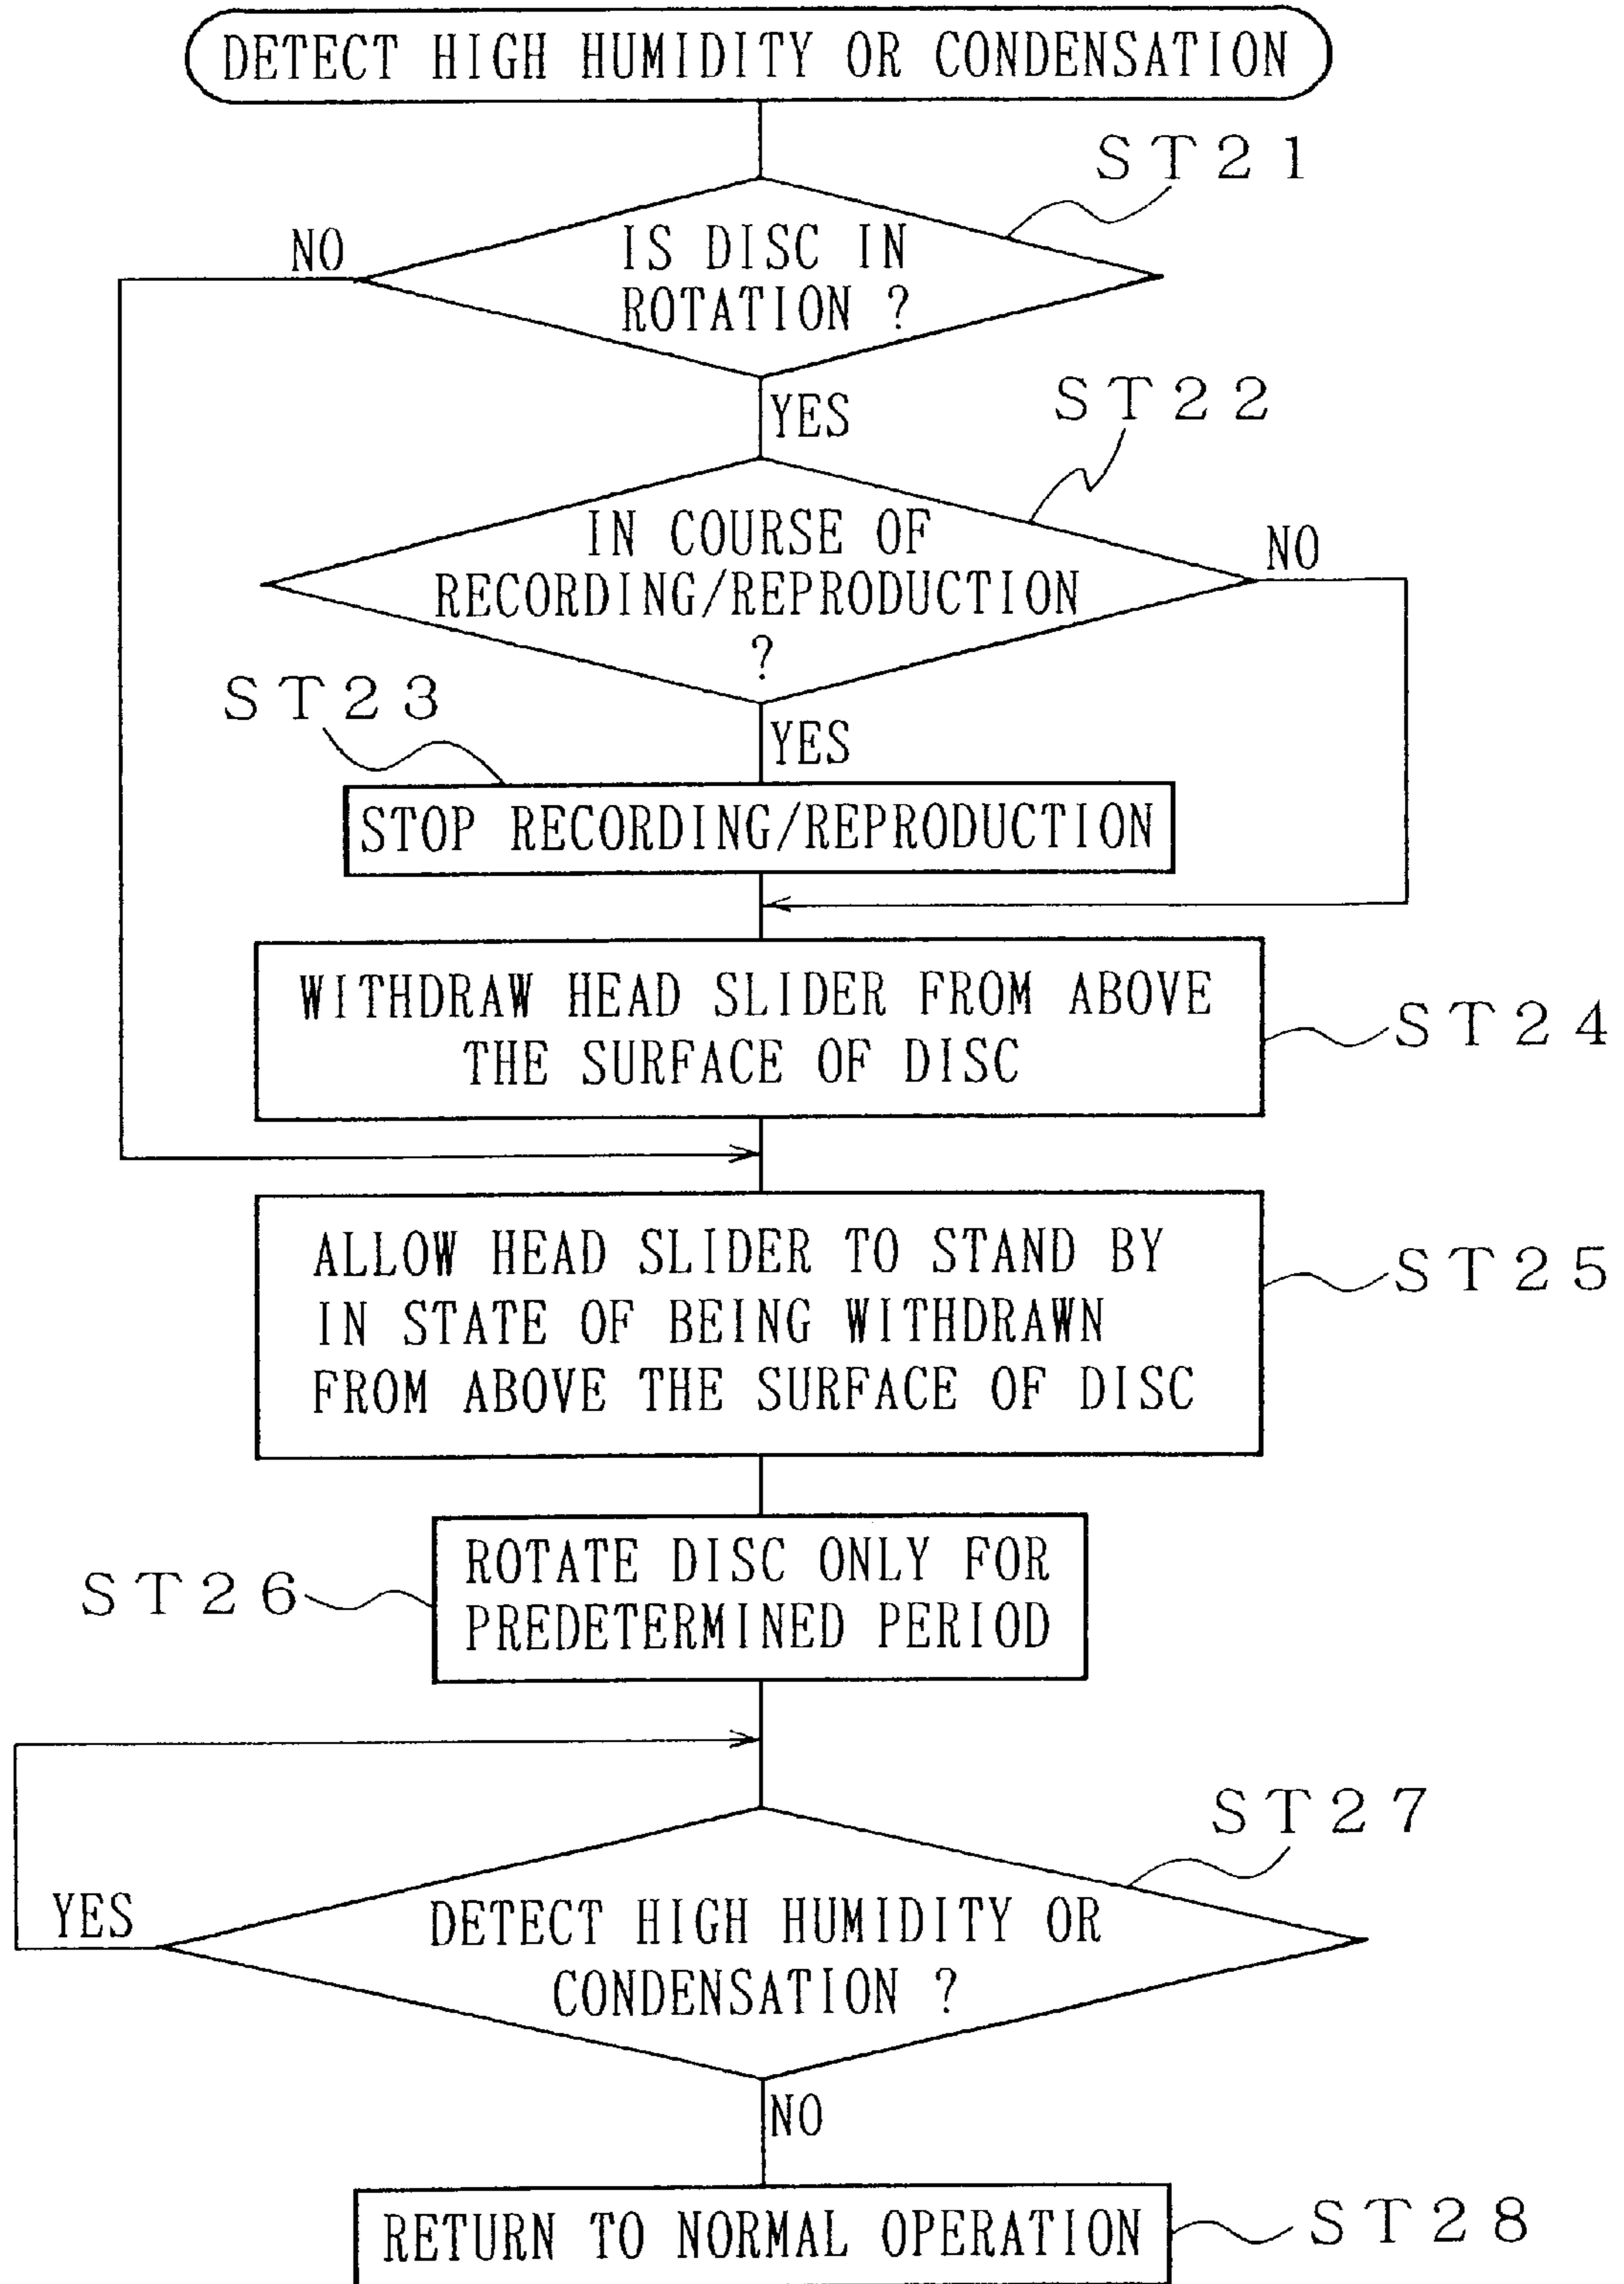 DETECT HIGH HUMIDITY OR CONDENSATION
ST21
NO
IS DISC IN
ROTATION ?
YES
ST22
IN COURSE OF
RECORDING/REPRODUCTION
?
NO
ST23
YES
STOP RECORDING/REPRODUCTION
WITHDRAW HEAD SLIDER FROM ABOVE
THE SURFACE OF DISC
ST24
ALLOW HEAD SLIDER TO STAND BY
IN STATE OF BEING WITHDRAWN
FROM ABOVE THE SURFACE OF DISC
ST25
ROTATE DISC ONLY FOR
PREDETERMINED PERIOD
ST26
ST27
YES
DETECT HIGH HUMIDITY OR
CONDENSATION ?
NO
RETURN TO NORMAL OPERATION
ST28